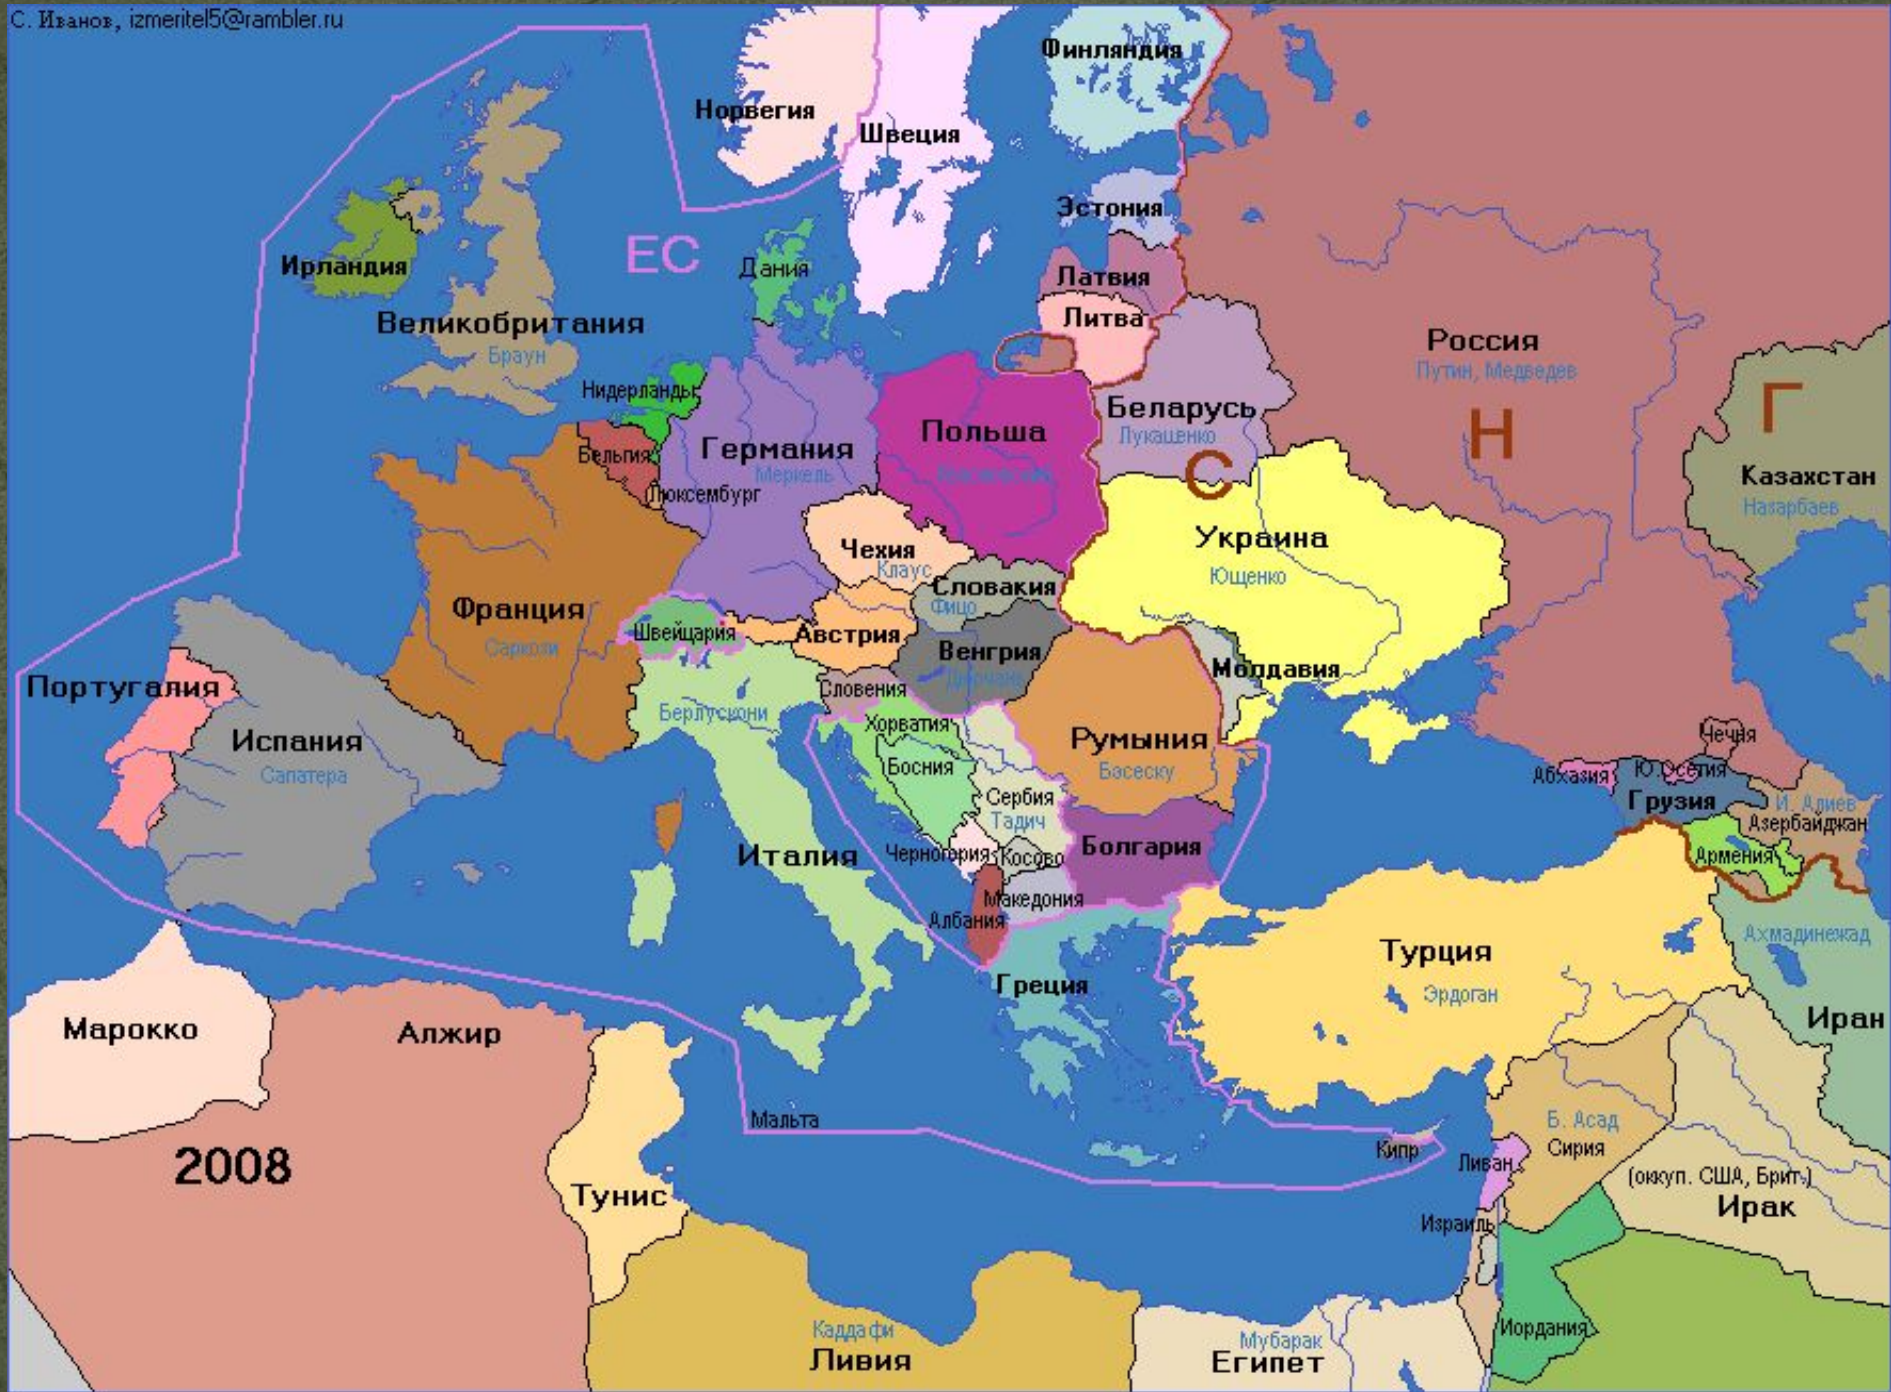 С. Иванов, izmeritel5@rambler.ru
Финляндия
Норвегия
Швеция
Эстония
ЕС
Ирландия
Дания
Латвия
Литва
Великобритания
Браун
Россия
Путин, Медведев
Нидерланды
Г
Беларусь
Лукашенко
Польша
Н
Германия
Меркель
Бельгия
С
Казахстан
Назарбаев
Люксембург
Украина
Ющенко
Чехия
Клаус
Словакия
Фицо
Франция
Саркози
Швейцария
Австрия
Венгрия
Молдавия
Португалия
Словения
Берлускони
Хорватия
Испания
Сапатера
Румыния
Бэсеску
Чечня
Босния
Абхазия
Ю.Осетия
Грузия
И. Алиев
Азербайджан
Сербия
Тадич
Италия
Черногория
Косово
Болгария
Армения
Македония
Албания
Турция
Эрдоган
Ахмадинежад
Греция
Иран
Марокко
Алжир
Мальта
Кипр
Б. Асад
Сирия
Ливан
2008
Тунис
(оккуп. США, Брит.)
Ирак
Израиль
Каддафи
Ливия
Мубарак
Египет
Иордания